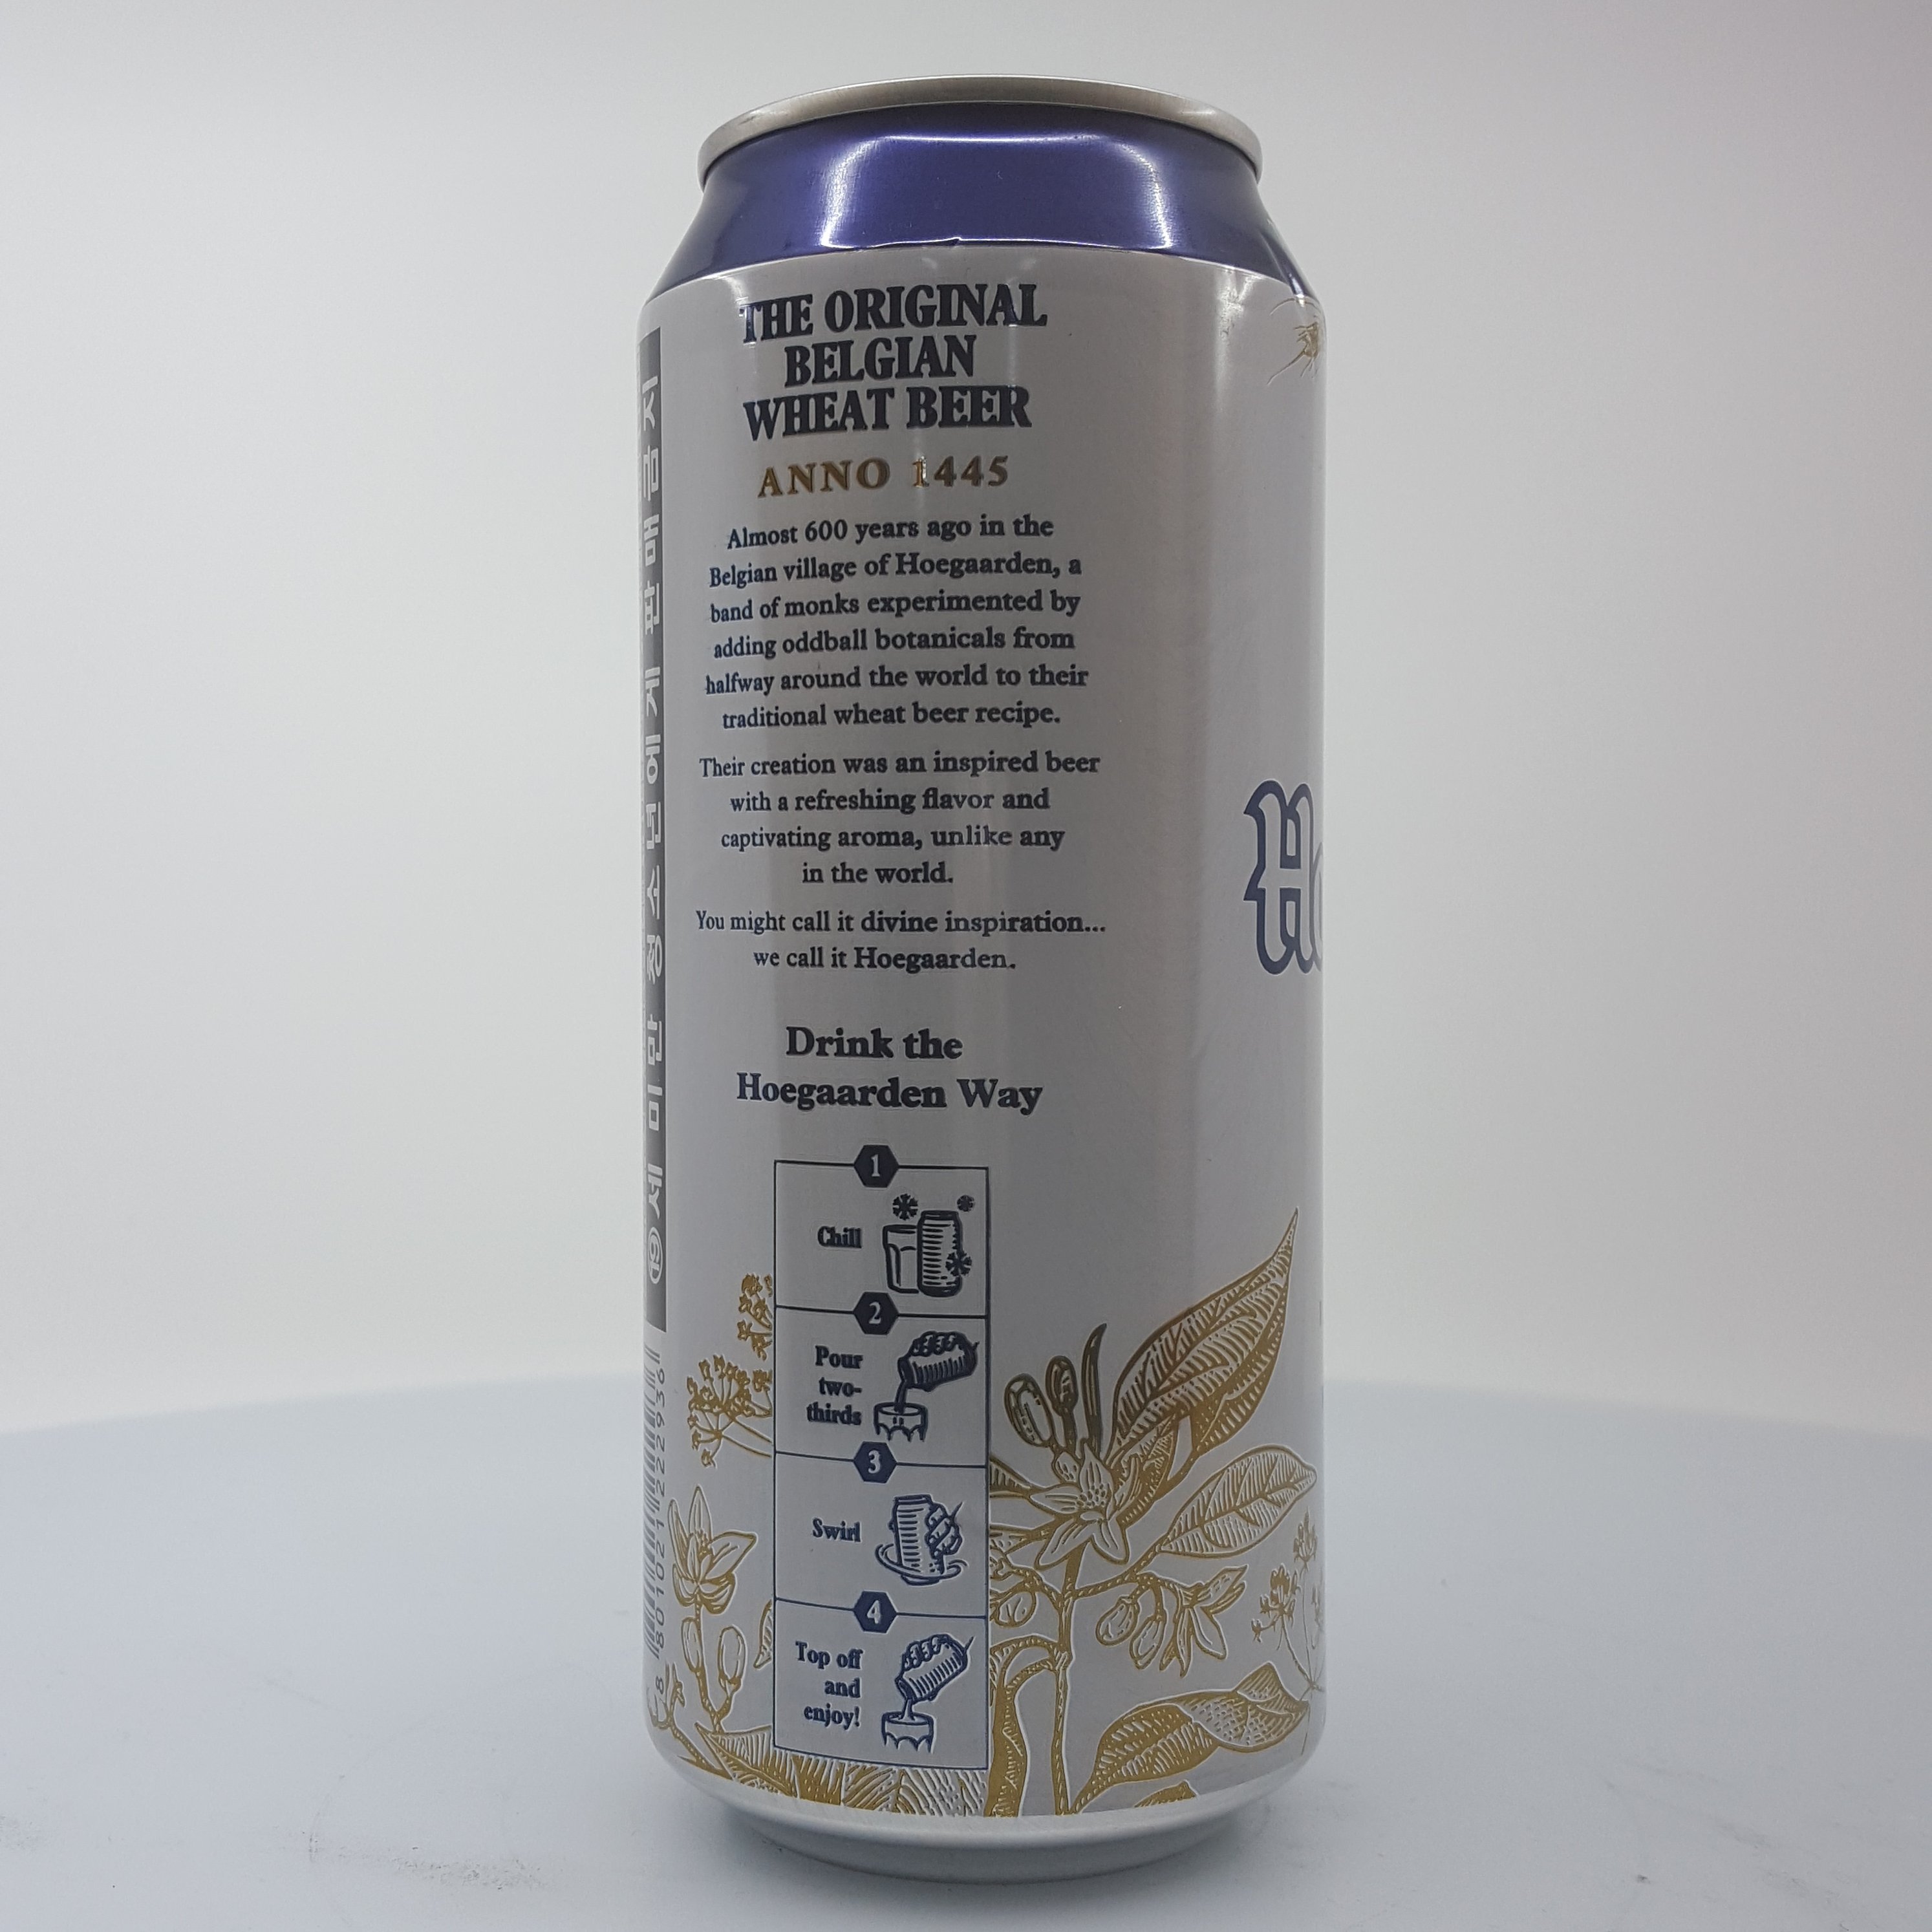 THE ORIGINAL
BELGIAN
WHEAT BEER
ANNO 1445
Almost 600 years ago in the
Belgian village of Hoegaarden, a
band of monks experimented by
adding oddball botanicals from
halfway around the world to their
traditional wheat beer recipe.
Their creation was an inspired beer
with a refreshing flavor and
captivating aroma, unlike any
in the world.
You might call it divine inspiration...
we call it Hoegaarden.
Drink the
Hoegaarden Way
1
Chill
2
Pour
two-
thirds
3
Swirl
4
Top off
and
enjoy!
⑲세 미만 청소년에게 판매금지
8 801021 222936